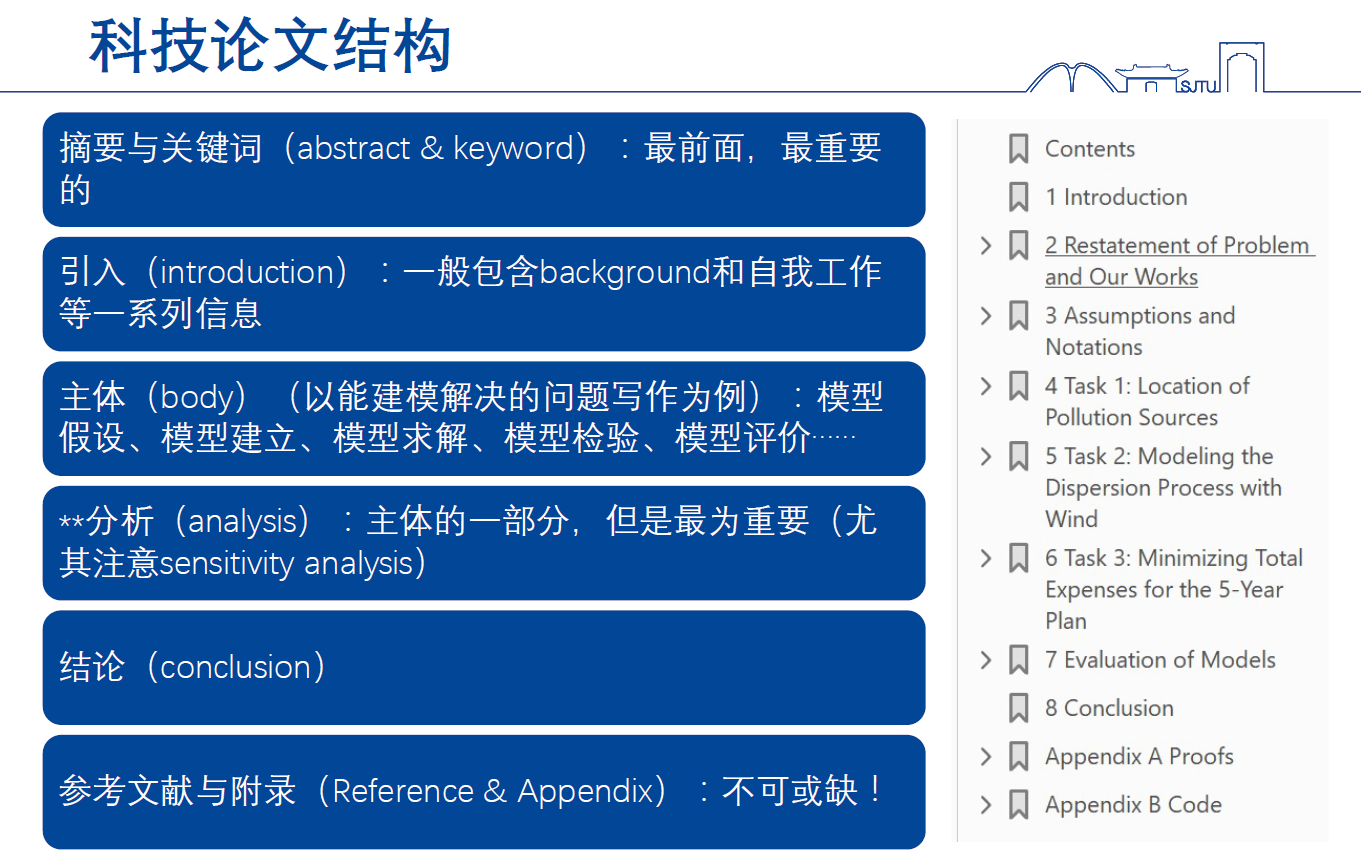 科技论文结构
SJTU
摘要与关键词（abstract & keyword）：最前面，最重要
的
引入（introduction）：一般包含background和自我工作
等一系列信息
主体（body）（以能建模解决的问题写作为例）：模型
假设、模型建立、模型求解、模型检验、模型评价……
**分析（analysis）：主体的一部分，但是最为重要（尤
其注意sensitivity analysis）
结论（conclusion）
参考文献与附录（Reference & Appendix）：不可或缺！
Contents
1 Introduction
2 Restatement of Problem
and Our Works
3 Assumptions and
Notations
4 Task 1: Location of
Pollution Sources
5 Task 2: Modeling the
Dispersion Process with
Wind
6 Task 3: Minimizing Total
Expenses for the 5-Year
Plan
7 Evaluation of Models
8 Conclusion
Appendix A Proofs
Appendix B Code